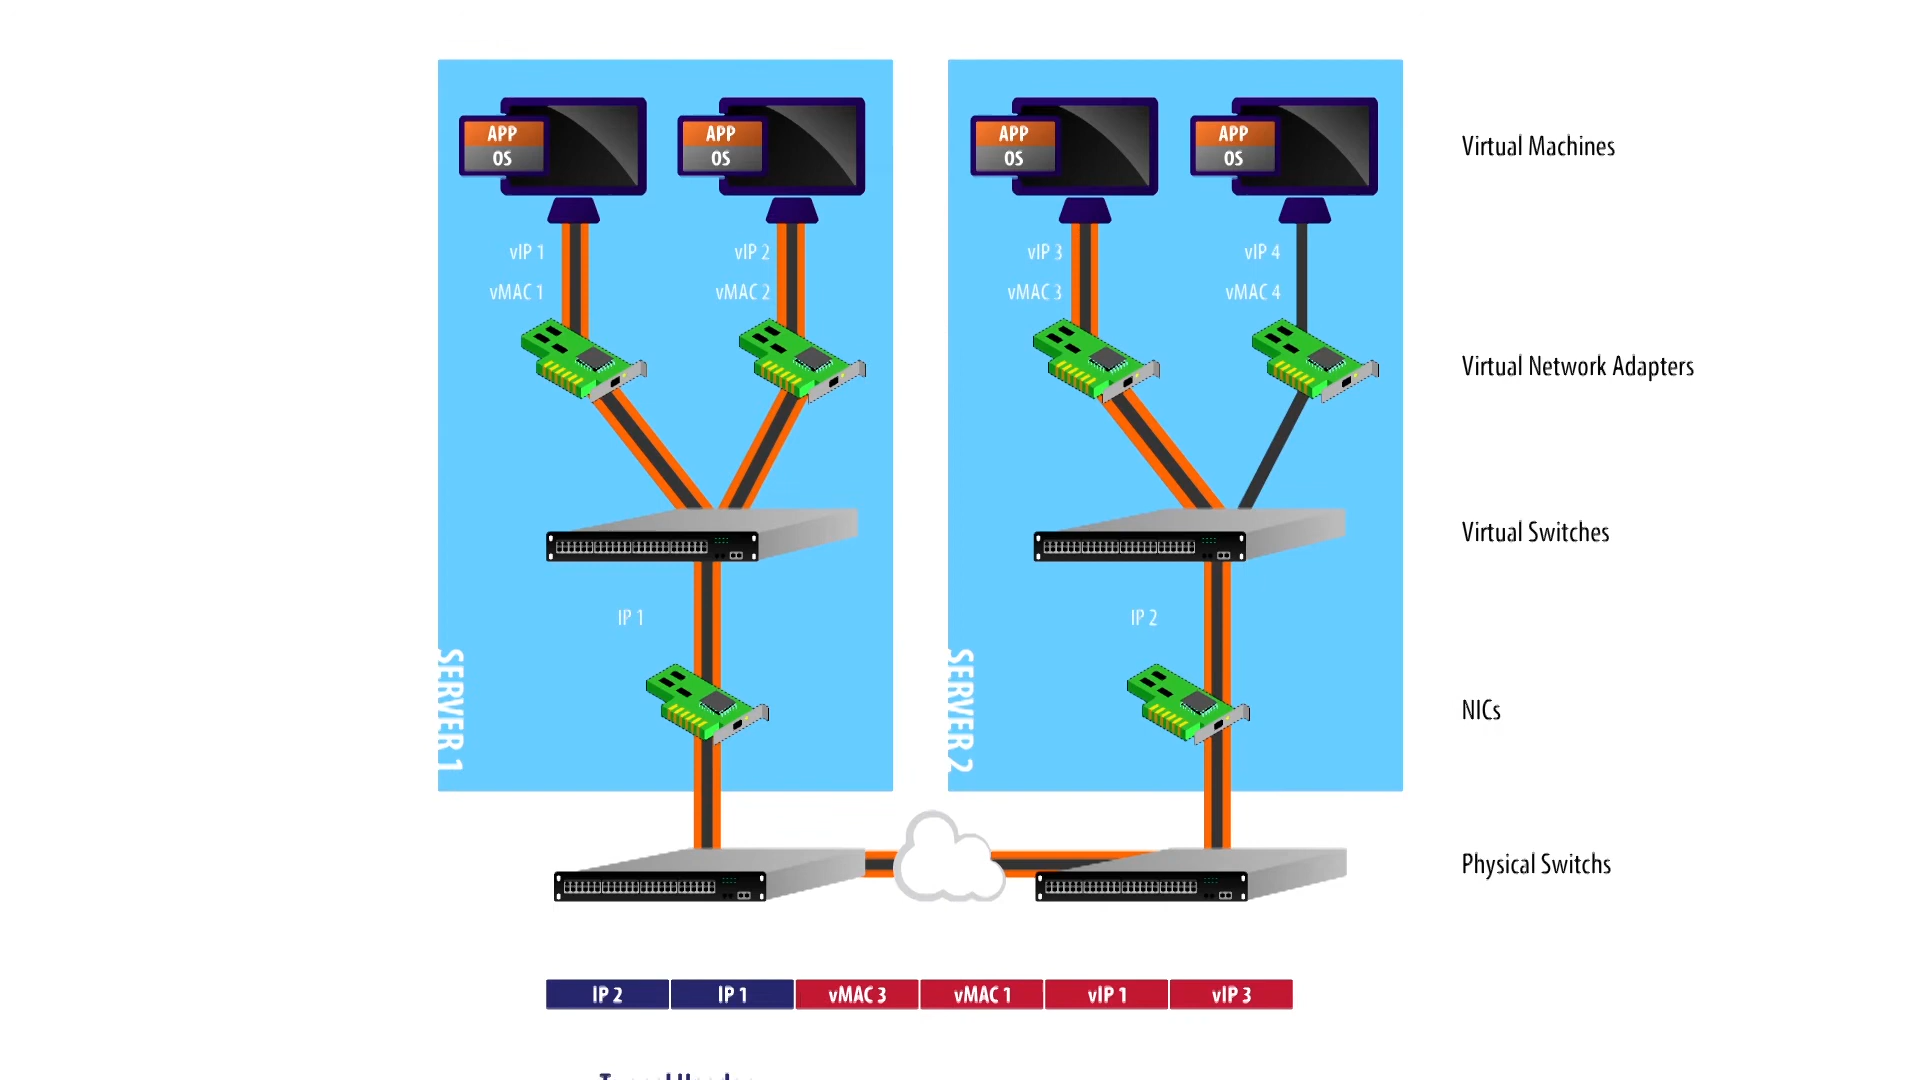 APP
OS
APP
OS
APP
OS
APP
OS
Virtual Machines
vIP 1
vIP 2
vIP 3
vIP 4
vMAC 1
vMAC 2
vMAC 3
vMAC 4
Virtual Network Adapters
Virtual Switches
IP 1
IP 2
SERVER 1
SERVER 2
NICs
Physical Switchs
IP 2
IP 1
vMAC 3
vMAC 1
vIP 1
vIP 3